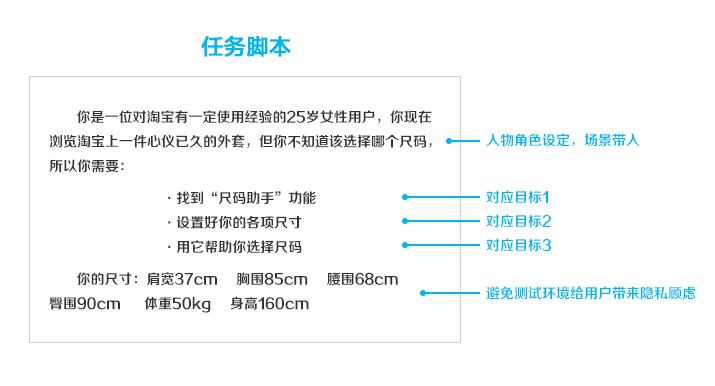 任务脚本
你是一位对淘宝有一定使用经验的25岁女性用户，你现在
浏览淘宝上一件心仪已久的外套，但你不知道该选择哪个尺码，
所以你需要：
· 找到“尺码助手”功能
· 设置好你的各项尺寸
· 用它帮助你选择尺码
你的尺寸：肩宽37cm 胸围85cm 腰围68cm
臀围90cm 体重50kg 身高160cm
人物角色设定，场景带入
对应目标1
对应目标2
对应目标3
避免测试环境给用户带来隐私顾虑